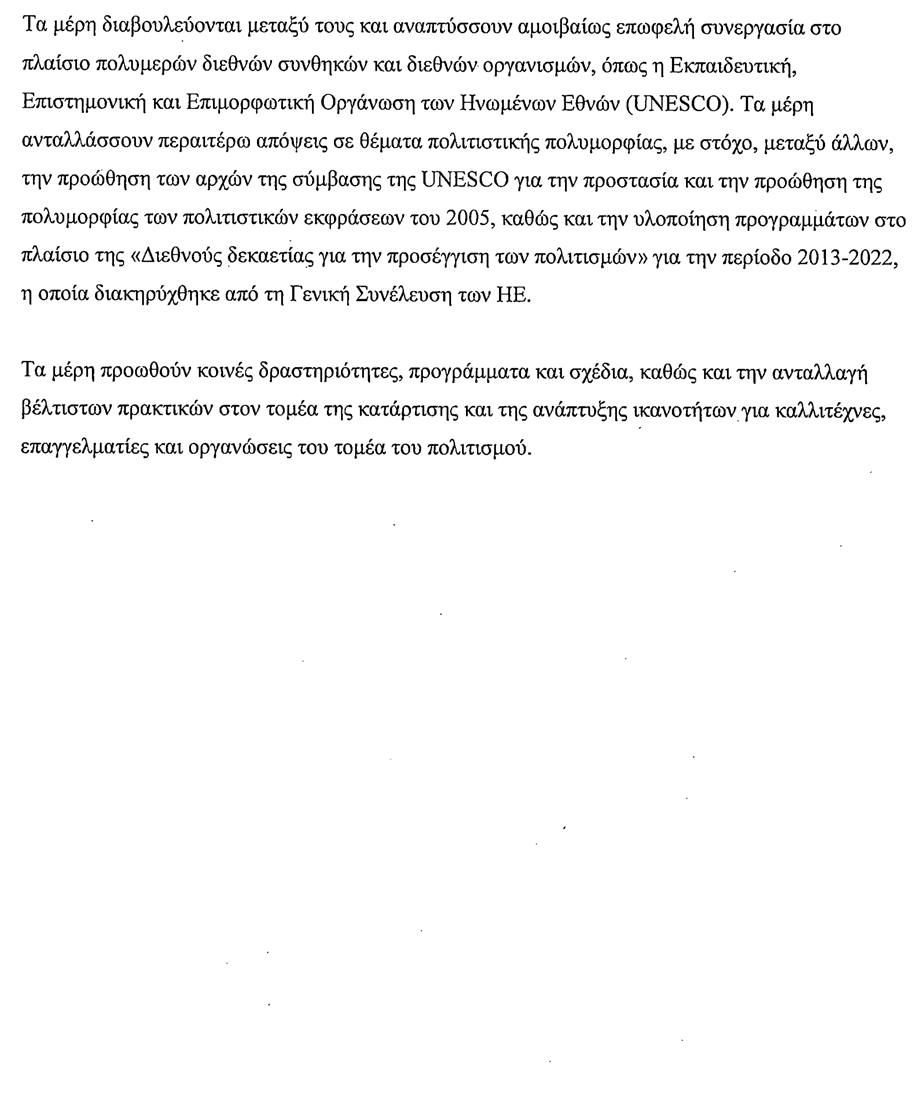 Τα μέρη διαβουλεύονται μεταξύ τους και αναπτύσσουν αμοιβαίως επωφελή συνεργασία στο
πλαίσιο πολυμερών διεθνών συνθηκών και διεθνών οργανισμών, όπως η Εκπαιδευτική,
Επιστημονική και Επιμορφωτική Οργάνωση των Ηνωμένων Εθνών (UNESCO). Τα μέρη
ανταλλάσσουν περαιτέρω απόψεις σε θέματα πολιτιστικής πολυμορφίας, με στόχο, μεταξύ άλλων,
την προώθηση των αρχών της σύμβασης της UNESCO για την προστασία και την προώθηση της
πολυμορφίας των πολιτιστικών εκφράσεων του 2005, καθώς και την υλοποίηση προγραμμάτων στο
πλαίσιο της «Διεθνούς δεκαετίας για την προσέγγιση των πολιτισμών» για την περίοδο 2013-2022,
η οποία διακηρύχθηκε από τη Γενική Συνέλευση των ΗΕ.
Τα μέρη προωθούν κοινές δραστηριότητες, προγράμματα και σχέδια, καθώς και την ανταλλαγή
βέλτιστων πρακτικών στον τομέα της κατάρτισης και της ανάπτυξης ικανοτήτων για καλλιτέχνες,
επαγγελματίες και οργανώσεις του τομέα του πολιτισμού.